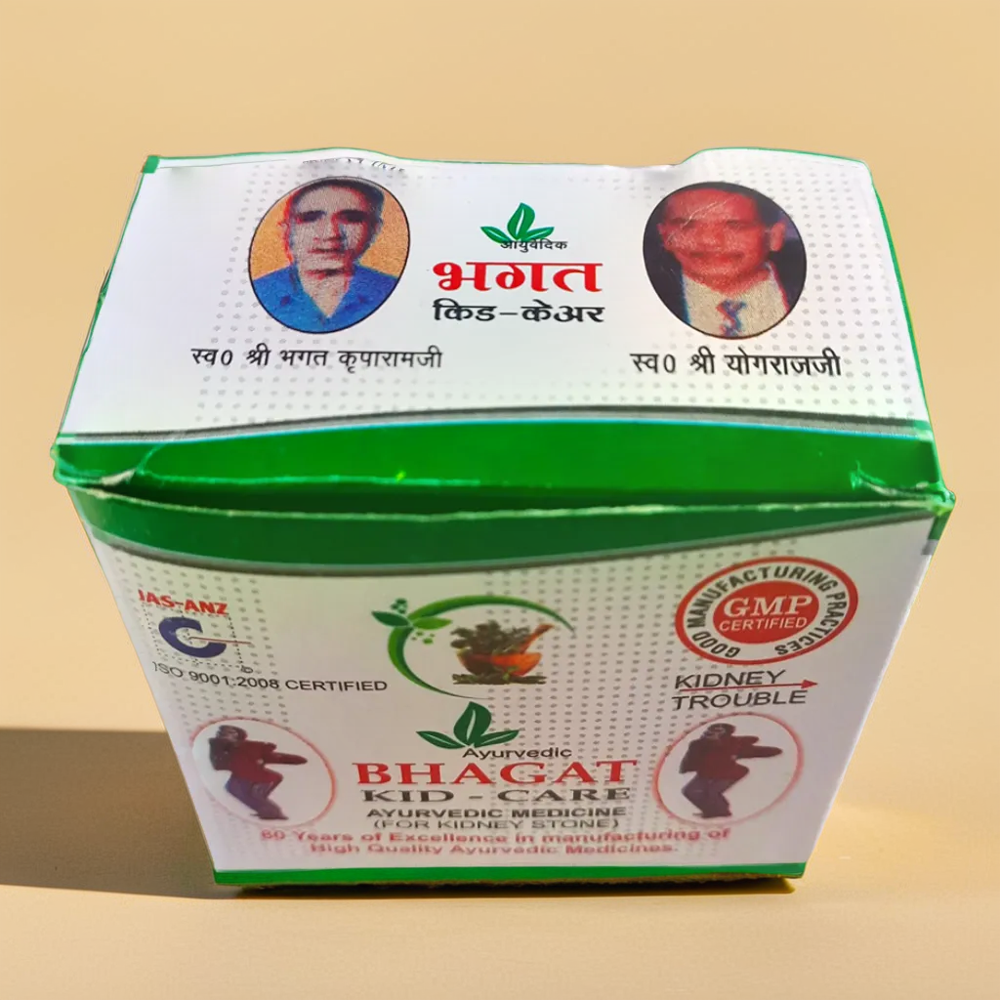 आयुर्वेदिक
भगत
किड-केअर
स्व0 श्री भगत कृपारामजी
स्व0 श्री योगराजजी
JAS-ANZ
ISO 9001:2008 CERTIFIED
GOOD MANUFACTURING PRACTICES
GMP
CERTIFIED
KIDNEY
TROUBLE
Ayurvedic
BHAGAT
KID - CARE
AYURVEDIC MEDICINE
(FOR KIDNEY STONE)
60 Years of Excellence in manufacturing of
High Quality Ayurvedic Medicines.